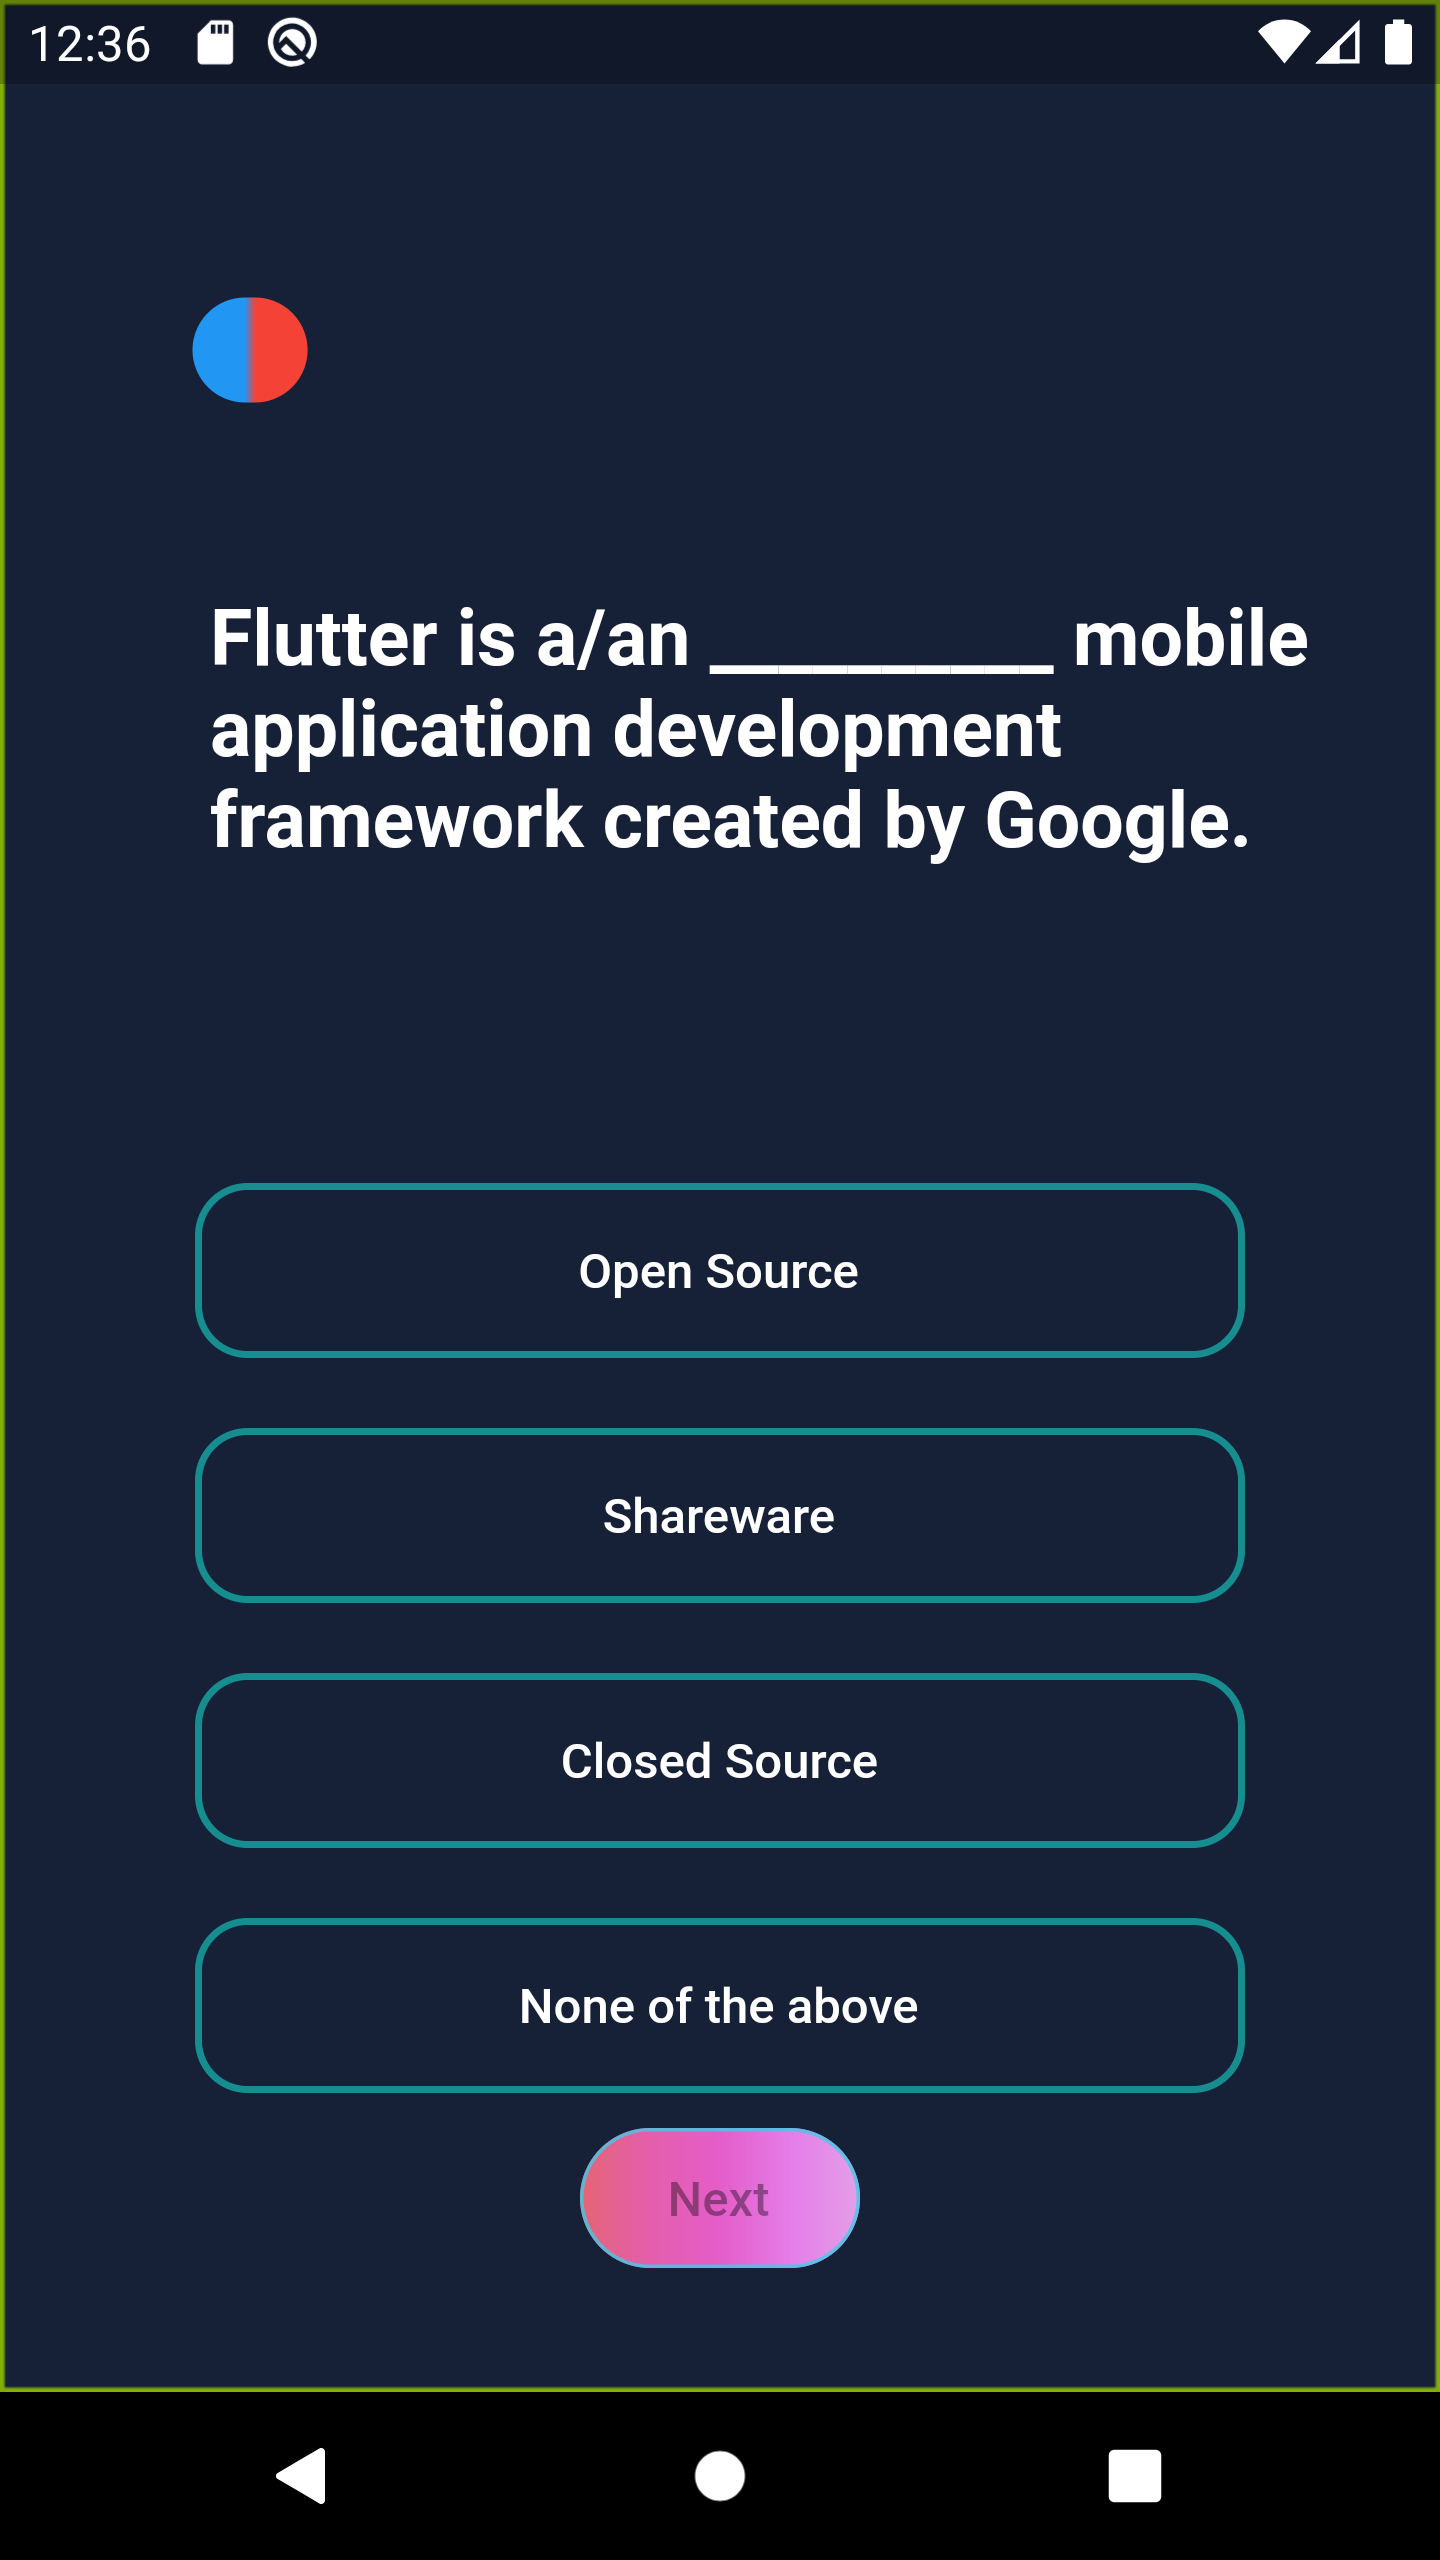 12:36
Flutter is a/an __________ mobile
application development
framework created by Google.
Open Source
Shareware
Closed Source
None of the above
Next